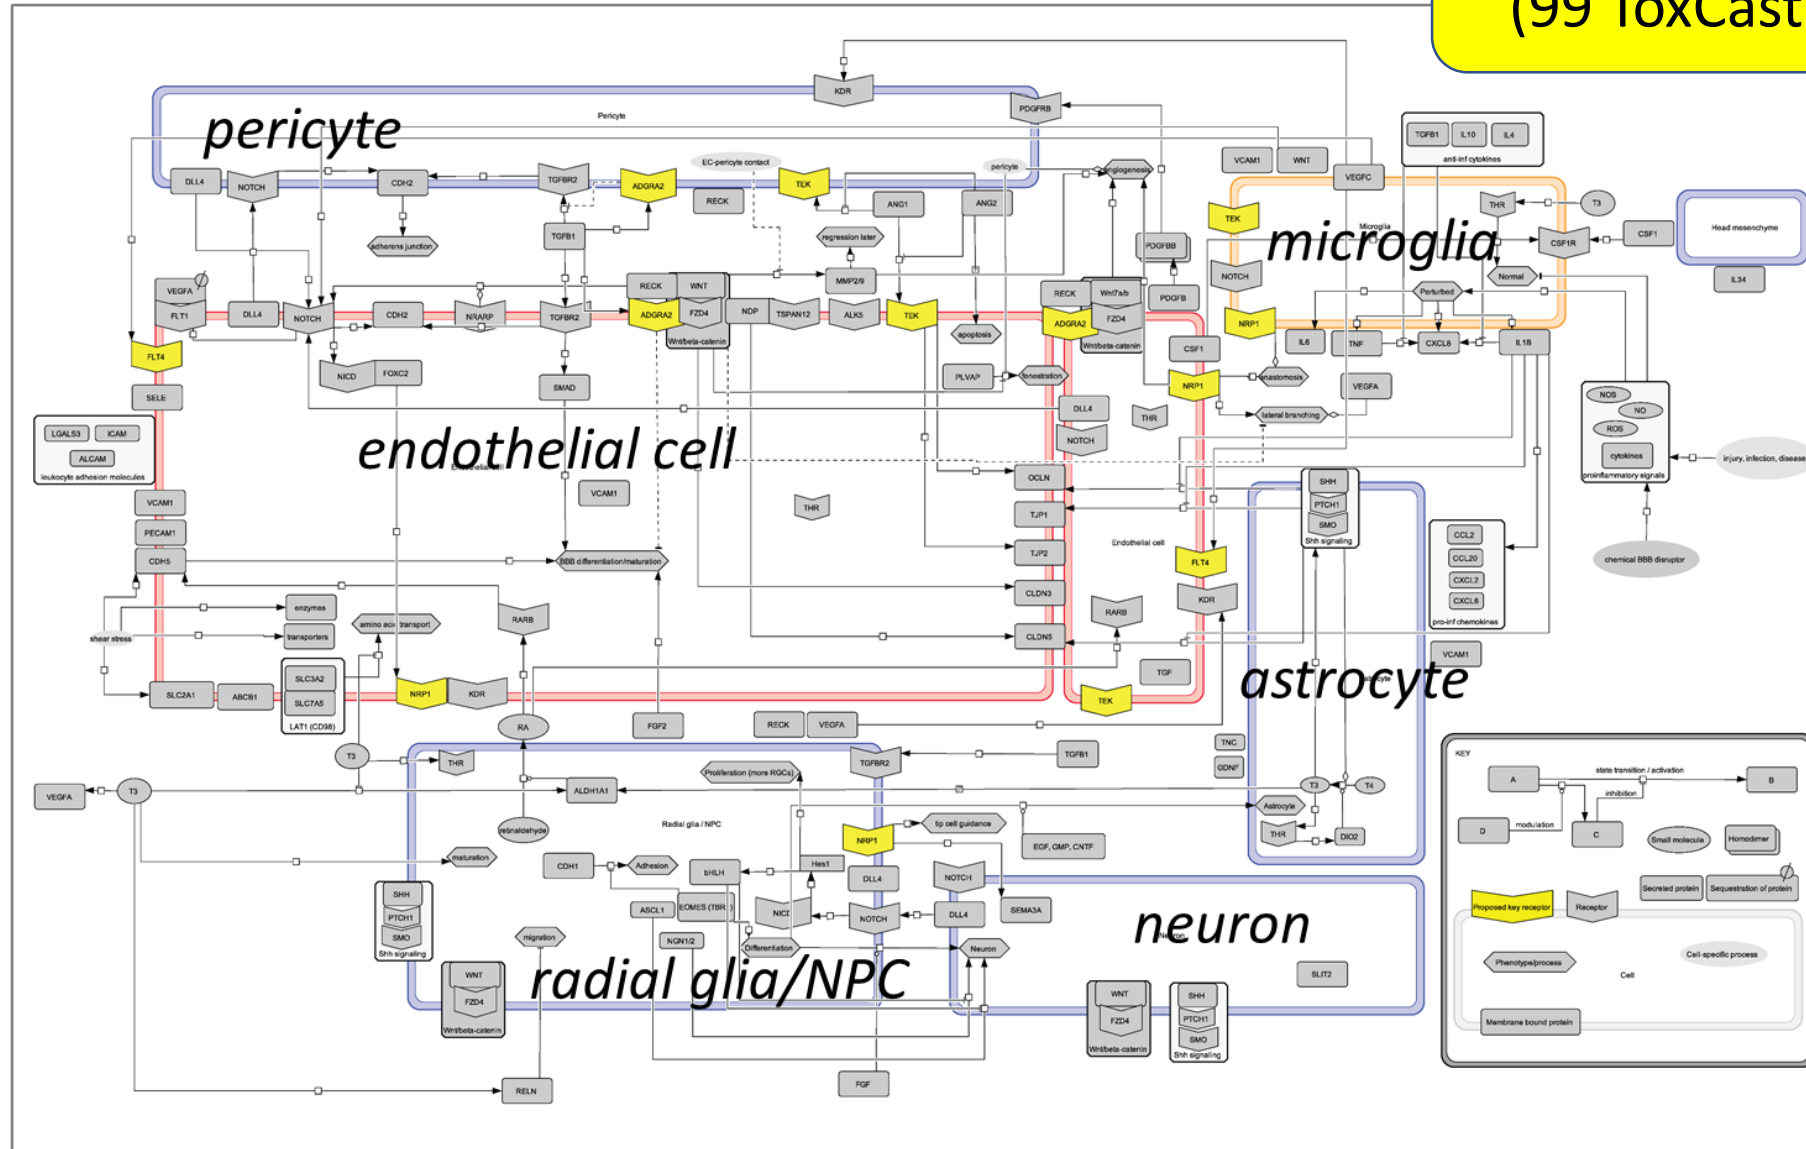 (99 ToxCast
pericyte
Pericyte
KDR
PDGFRB
DLL4
NOTCH
CDH2
TGFBR2
ADGRA2
EC-pericyte contact
TEK
RECK
pericyte
angiogenesis
ANG1
ANG2
adherens junction
TGFB1
regression later
MMP2/9
PDGFBB
PDGFB
VCAM1
WNT
VEGFC
TGFB1
IL10
IL4
anti-inf cytokines
TEK
microglia
Microglia
THR
T3
CSF1R
CSF1
NOTCH
Normal
Perturbed
NRP1
IL6
TNF
CXCL8
IL1B
Head mesenchyme
IL34
VEGFA
FLT1
DLL4
NOTCH
CDH2
NRARP
TGFBR2
RECK
WNT
ADGRA2
FZD4
Wnt/beta-catenin
NDP
TSPAN12
ALK5
TEK
apoptosis
RECK
Wnt7a/b
ADGRA2
FZD4
Wnt/beta-catenin
CSF1
NRP1
anastomosis
VEGFA
lateral branching
FLT4
NICD
FOXC2
SMAD
PLVAP
fenestration
SELE
DLL4
THR
NOTCH
LGALS3
ICAM
ALCAM
leukocyte adhesion molecules
endothelial cell
VCAM1
THR
OCLN
TJP1
TJP2
CLDN3
CLDN5
Endothelial cell
FLT4
KDR
RARB
TGF
TEK
NOS
NO
ROS
cytokines
proinflammatory signals
injury, infection, disease
chemical BBB disruptor
VCAM1
PECAM1
CDH5
BBB differentiation/maturation
SHH
PTCH1
SMO
Shh signaling
CCL2
CCL20
CXCL2
CXCL8
pro-inf chemokines
VCAM1
shear stress
enzymes
transporters
amino acid transport
RARB
SLC3A2
SLC7A5
LAT1 (CD98)
SLC2A1
ABCB1
NRP1
KDR
RA
FGF2
RECK
VEGFA
astrocyte
TNC
GDNF
T3
T4
Astrocyte
THR
DIO2
T3
THR
TGFBR2
TGFB1
Proliferation (more RGCs)
VEGFA
T3
ALDH1A1
retinaldehyde
Radial glia / NPC
NRP1
tip cell guidance
EGF, GMP, CNTF
maturation
CDH1
Adhesion
bHLH
Hes1
DLL4
NOTCH
SHH
PTCH1
SMO
Shh signaling
ASCL1
NICD
NOTCH
DLL4
SEMA3A
migration
NGN1/2
Differentiation
Neuron
neuron
SLIT2
radial glia/NPC
WNT
FZD4
Wnt/beta-catenin
WNT
FZD4
Wnt/beta-catenin
SHH
PTCH1
SMO
Shh signaling
RELN
FGF
KEY
A
state transition / activation
B
inhibition
D
modulation
C
Small molecule
Homodimer
Secreted protein
Sequestration of protein
Proposed key receptor
Receptor
Phenotype/process
Cell-specific process
Cell
Membrane bound protein